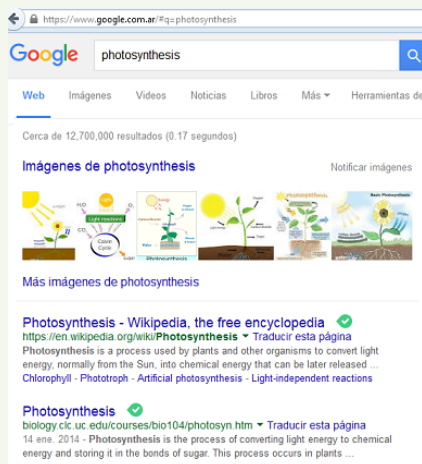 https://www.google.com.ar/#q=photosynthesis
Google photosynthesis
Web Imágenes Videos Noticias Libros Más Herramientas de
Cerca de 12,700,000 resultados (0.17 segundos)
Imágenes de photosynthesis Notificar imágenes
Light reactions
Calvin
Cycle
Photosynthesis
Más imágenes de photosynthesis
Photosynthesis - Wikipedia, the free encyclopedia
https://en.wikipedia.org/wiki/Photosynthesis Traducir esta página
Photosynthesis is a process used by plants and other organisms to convert light
energy, normally from the Sun, into chemical energy that can be later released ...
Chlorophyll - Phototroph - Artificial photosynthesis - Light-independent reactions
Photosynthesis
biology.clc.uc.edu/courses/bio104/photosyn.htm Traducir esta página
14 ene. 2014 - Photosynthesis is the process of converting light energy to chemical
energy and storing it in the bonds of sugar. This process occurs in plants ...